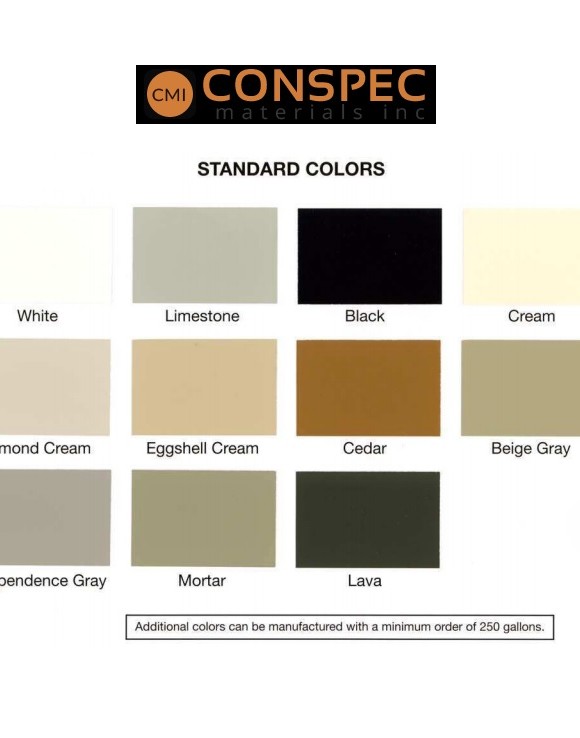 CMI CONSPEC
materials inc
STANDARD COLORS
White Limestone Black Cream
mond Cream Eggshell Cream Cedar Beige Gray
pendence Gray Mortar Lava
Additional colors can be manufactured with a minimum order of 250 gallons.